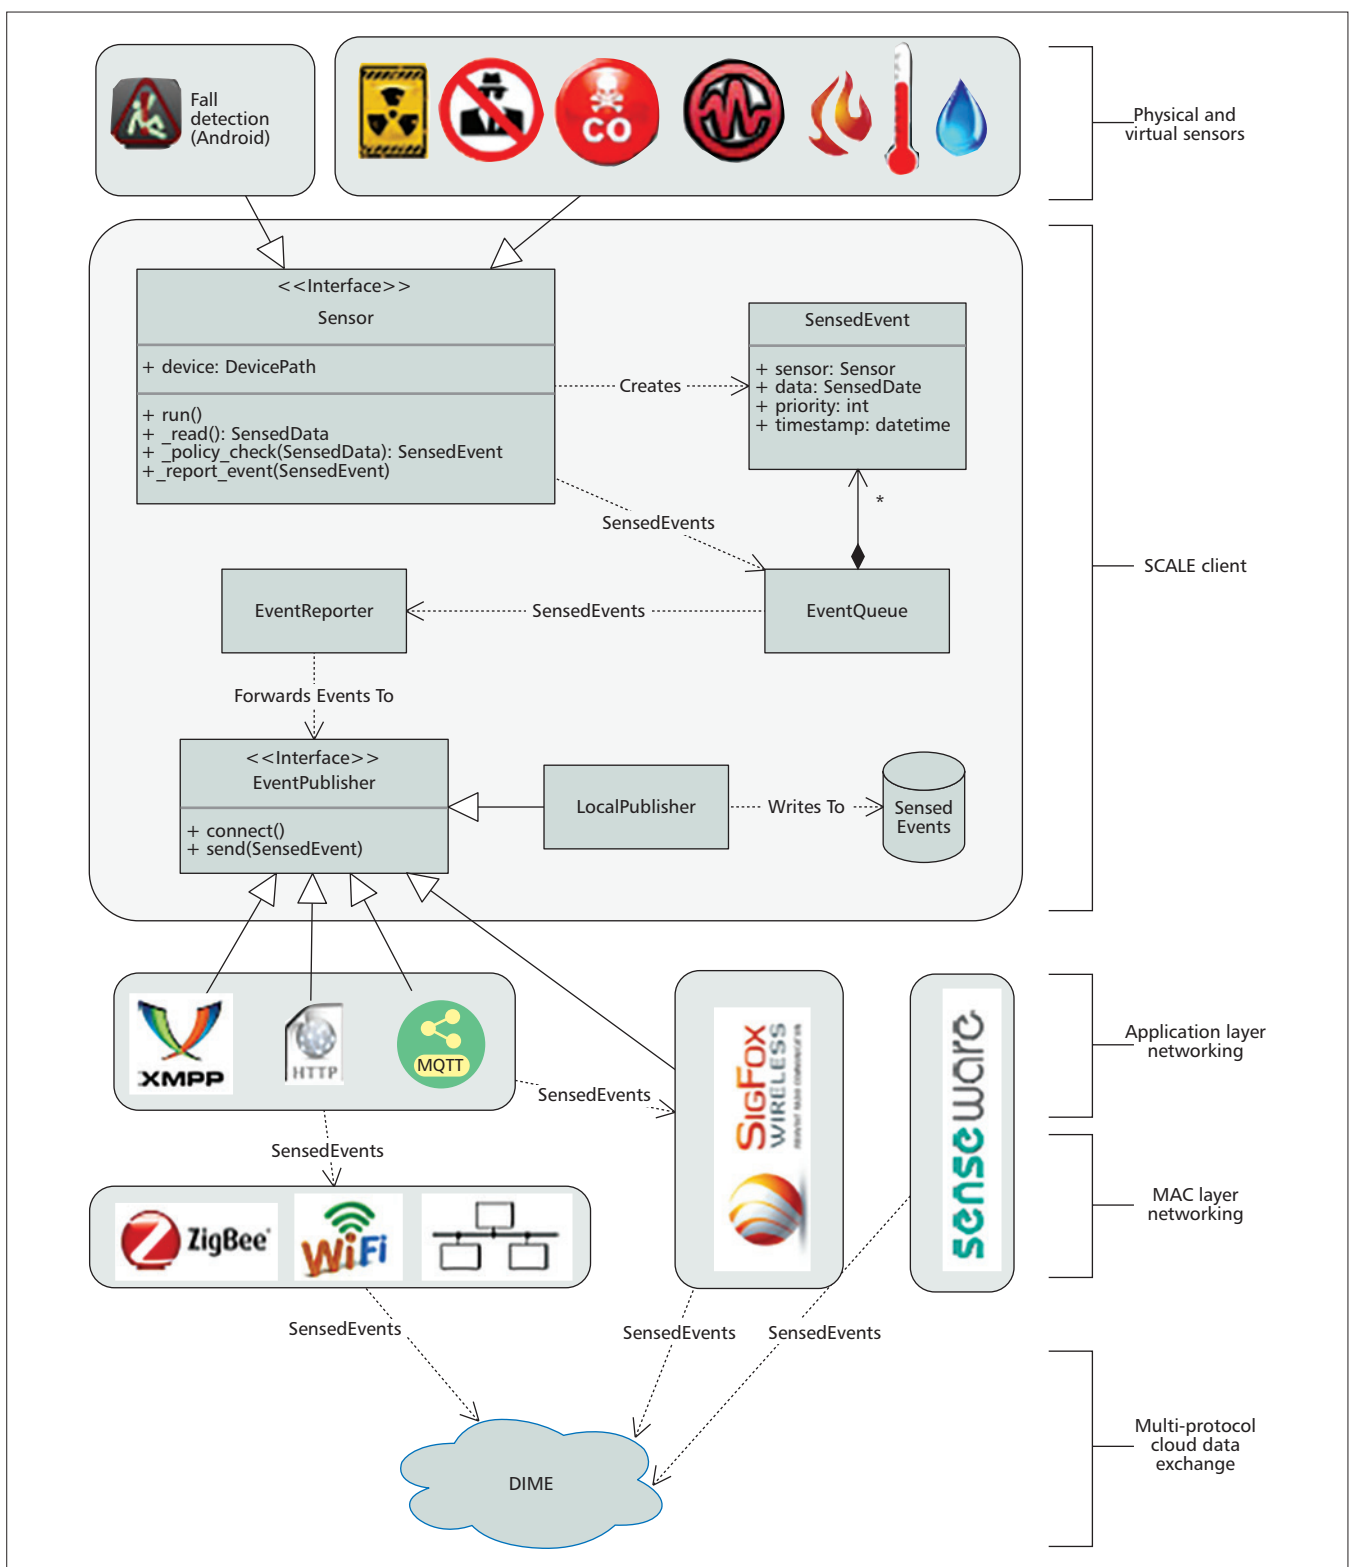 Fall
detection
(Android)
CO
Physical and
virtual sensors
<<Interface>>
Sensor
+ device: DevicePath
+ run()
+ _read(): SensedData
+ _policy_check(SensedData): SensedEvent
+_report_event(SensedEvent)
Creates
SensedEvent
+ sensor: Sensor
+ data: SensedDate
+ priority: int
+ timestamp: datetime
*
SensedEvents
SCALE client
EventReporter
SensedEvents
EventQueue
Forwards Events To
<<Interface>>
EventPublisher
+ connect()
+ send(SensedEvent)
LocalPublisher
Writes To
Sensed
Events
XMPP
HTTP
MQTT
SensedEvents
SIGFOX
WIRELESS
senseware
Application layer
networking
SensedEvents
ZigBee
WiFi
MAC layer
networking
SensedEvents
SensedEvents
SensedEvents
DIME
Multi-protocol
cloud data
exchange